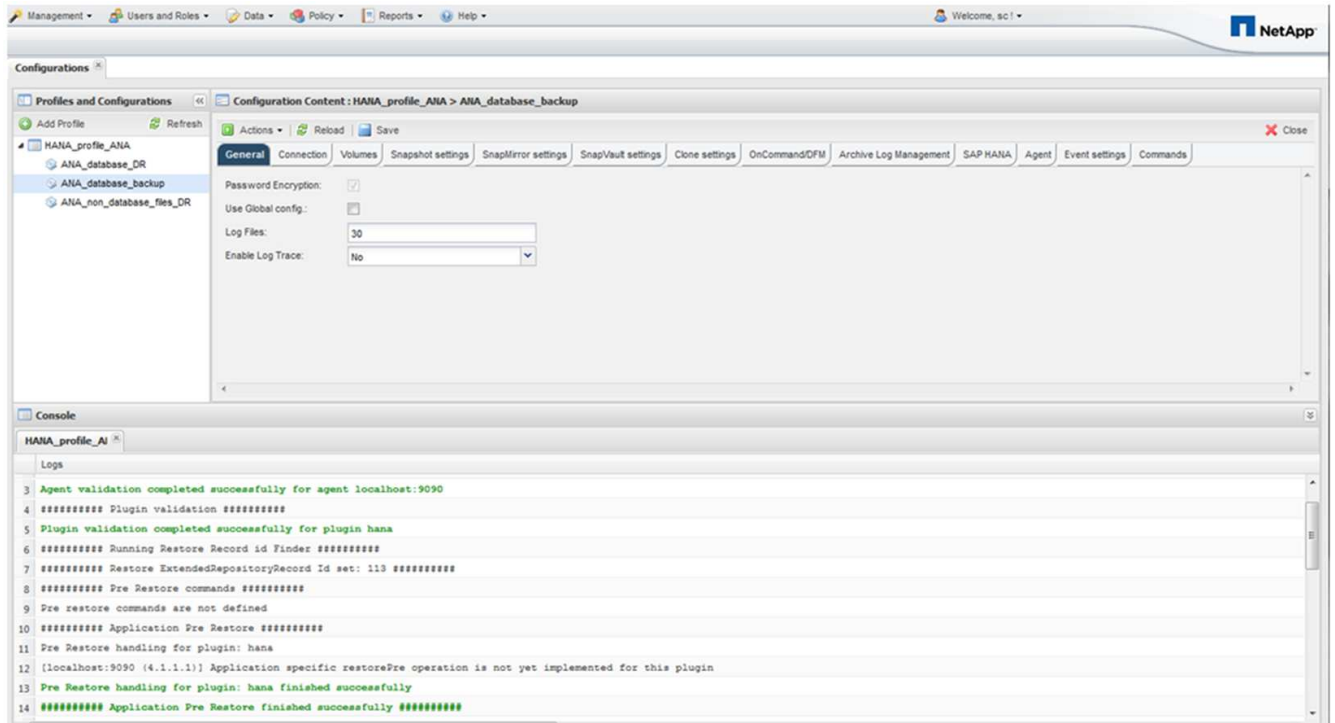 Management Users and Roles Data Policy Reports Help Welcome, sc!
NetApp
Configurations
Profiles and Configurations
Add Profile Refresh
HANA_profile_ANA
ANA_database_DR
ANA_database_backup
ANA_non_database_files_DR
Configuration Content : HANA_profile_ANA > ANA_database_backup
Actions Reload Save Close
General Connection Volumes Snapshot settings SnapMirror settings SnapVault settings Clone settings OnCommand/DFM Archive Log Management SAP HANA Agent Event settings Commands
Password Encryption:
Use Global config.:
Log Files: 30
Enable Log Trace: No
Console
HANA_profile_AI
Logs
3 Agent validation completed successfully for agent localhost:9090
4 ########## Plugin validation ##########
5 Plugin validation completed successfully for plugin hana
6 ########## Running Restore Record id Finder ##########
7 ########## Restore ExtendedRepositoryRecord Id set: 113 ##########
8 ########## Pre Restore commands ##########
9 Pre restore commands are not defined
10 ########## Application Pre Restore ##########
11 Pre Restore handling for plugin: hana
12 [localhost:9090 (4.1.1.1)] Application specific restorePre operation is not yet implemented for this plugin
13 Pre Restore handling for plugin: hana finished successfully
14 ########## Application Pre Restore finished successfully ##########